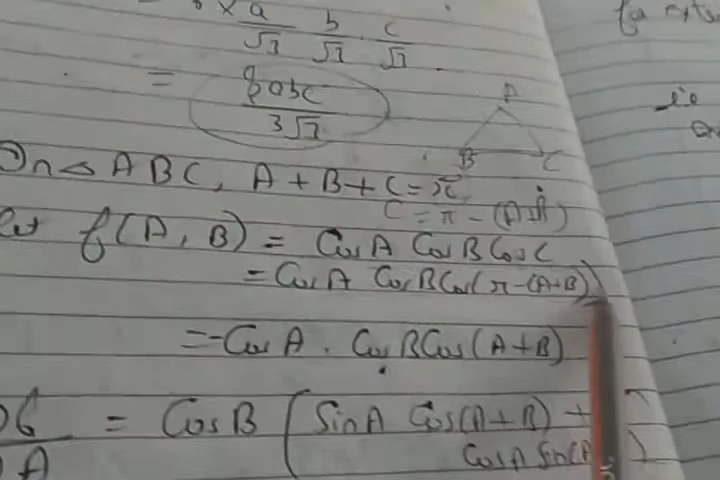 × a/√3 b/√3 · c/√3
= 8abc/3√3
A
B C
In △ ABC, A + B + C = π
C = π - (A+B)
Let f(A, B) = Cos A Cos B Cos C
= Cos A Cos B Cos(π-(A+B))
= -Cos A . Cos B Cos(A+B)
∂f/∂A = Cos B [Sin A Cos(A+B) +
Cos A Sin(A